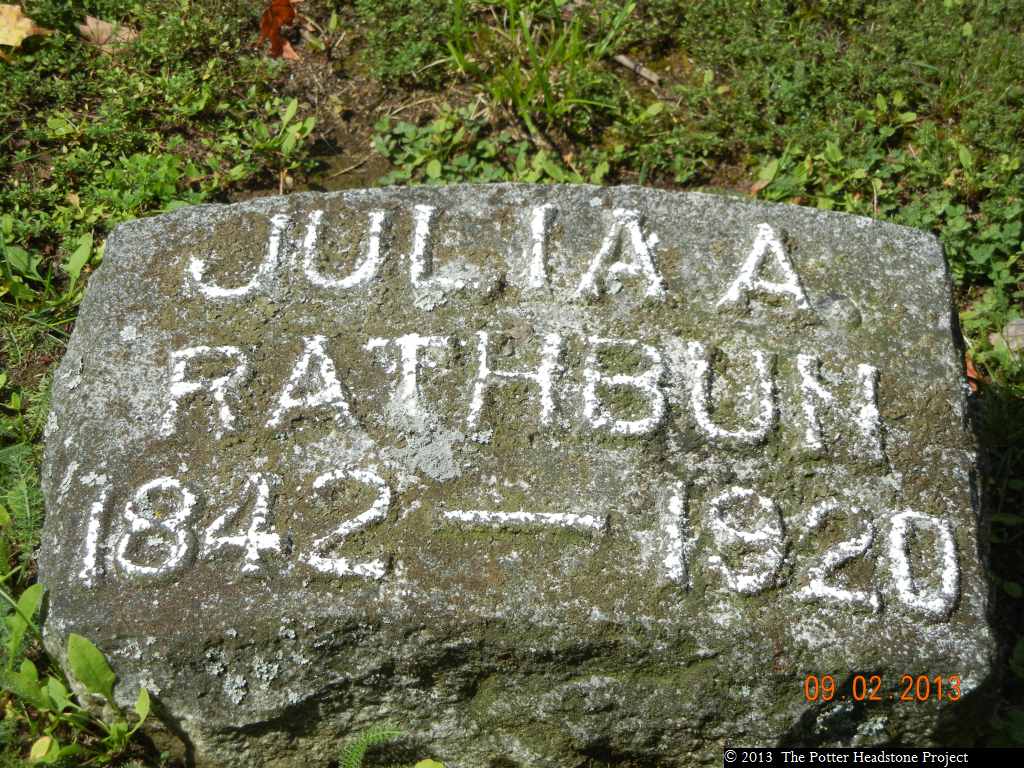 JULIA A.
RATHBUN
1842 — 1920
09.02.2013
© 2013 The Potter Headstone Project